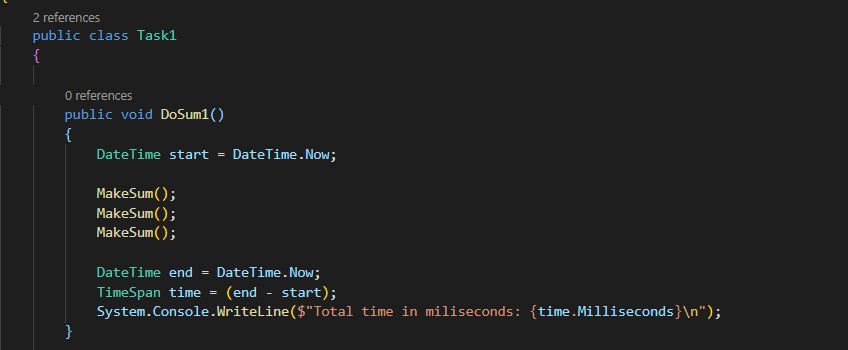 {
2 references
public class Task1
{
0 references
public void DoSum1()
{
DateTime start = DateTime.Now;
MakeSum();
MakeSum();
MakeSum();
DateTime end = DateTime.Now;
TimeSpan time = (end - start);
System.Console.WriteLine($"Total time in miliseconds: {time.Milliseconds}\n");
}